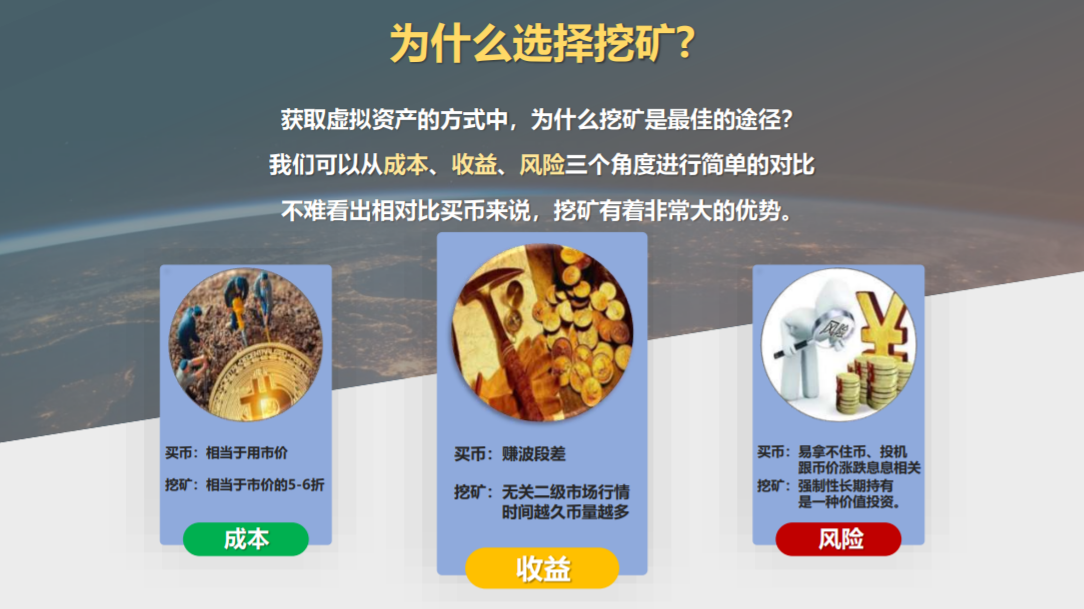 为什么选择挖矿?
获取虚拟资产的方式中，为什么挖矿是最佳的途径?
我们可以从成本、收益、风险三个角度进行简单的对比
不难看出相对比买币来说，挖矿有着非常大的优势。
买币：相当于用市价
挖矿：相当于市价的5-6折
成本
买币：赚波段差
挖矿：无关二级市场行情
时间越久币量越多
收益
风险
买币：易拿不住币、投机
跟币价涨跌息息相关
挖矿：强制性长期持有
是一种价值投资。
风险